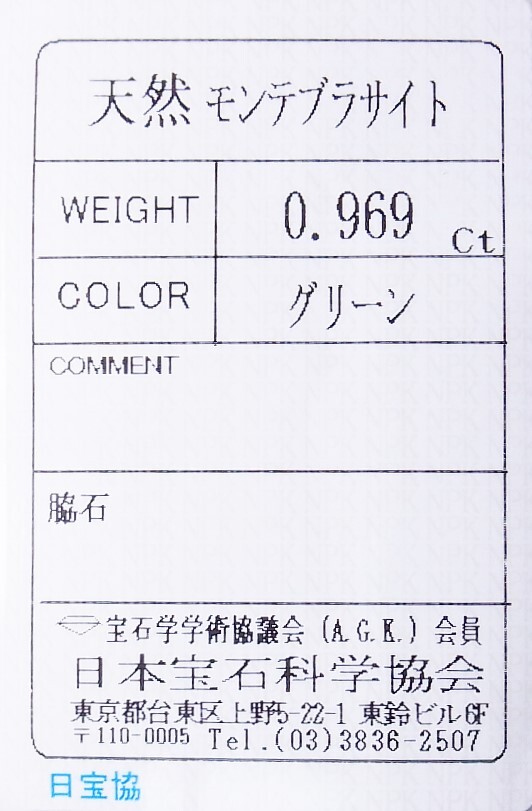 天然 モンテブラサイト
WEIGHT 0.969 Ct
COLOR グリーン
COMMENT
脇石
宝石学学術協議会 (A.G.K.) 会員
日本宝石科学協会
東京都台東区上野5-22-1 東鈴ビル6F
〒110-0005 Tel.(03)3836-2507
日宝協